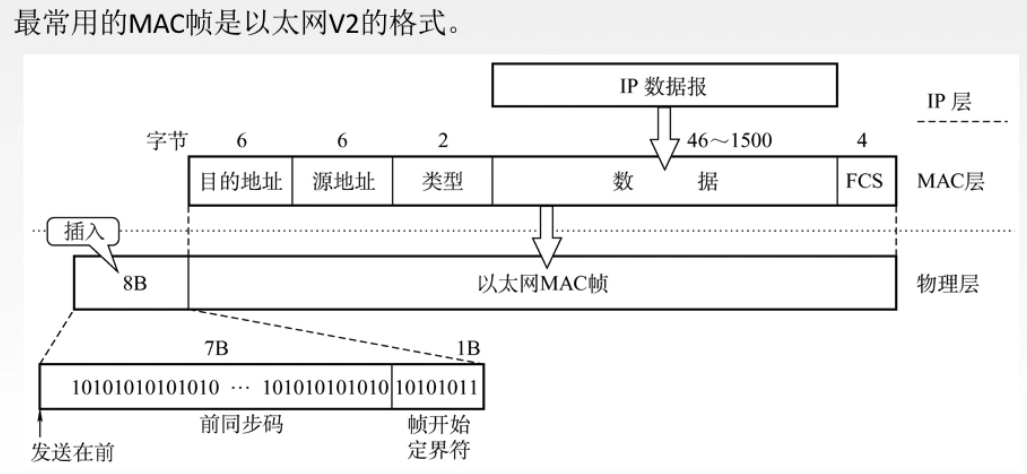 最常用的MAC帧是以太网V2的格式。
IP 数据报
IP 层
字节 6 6 2 46～1500 4
目的地址 源地址 类型 数 据 FCS MAC层
插入
8B 以太网MAC帧 物理层
7B 1B
10101010101010 ··· 101010101010 10101011
前同步码 帧开始
定界符
发送在前